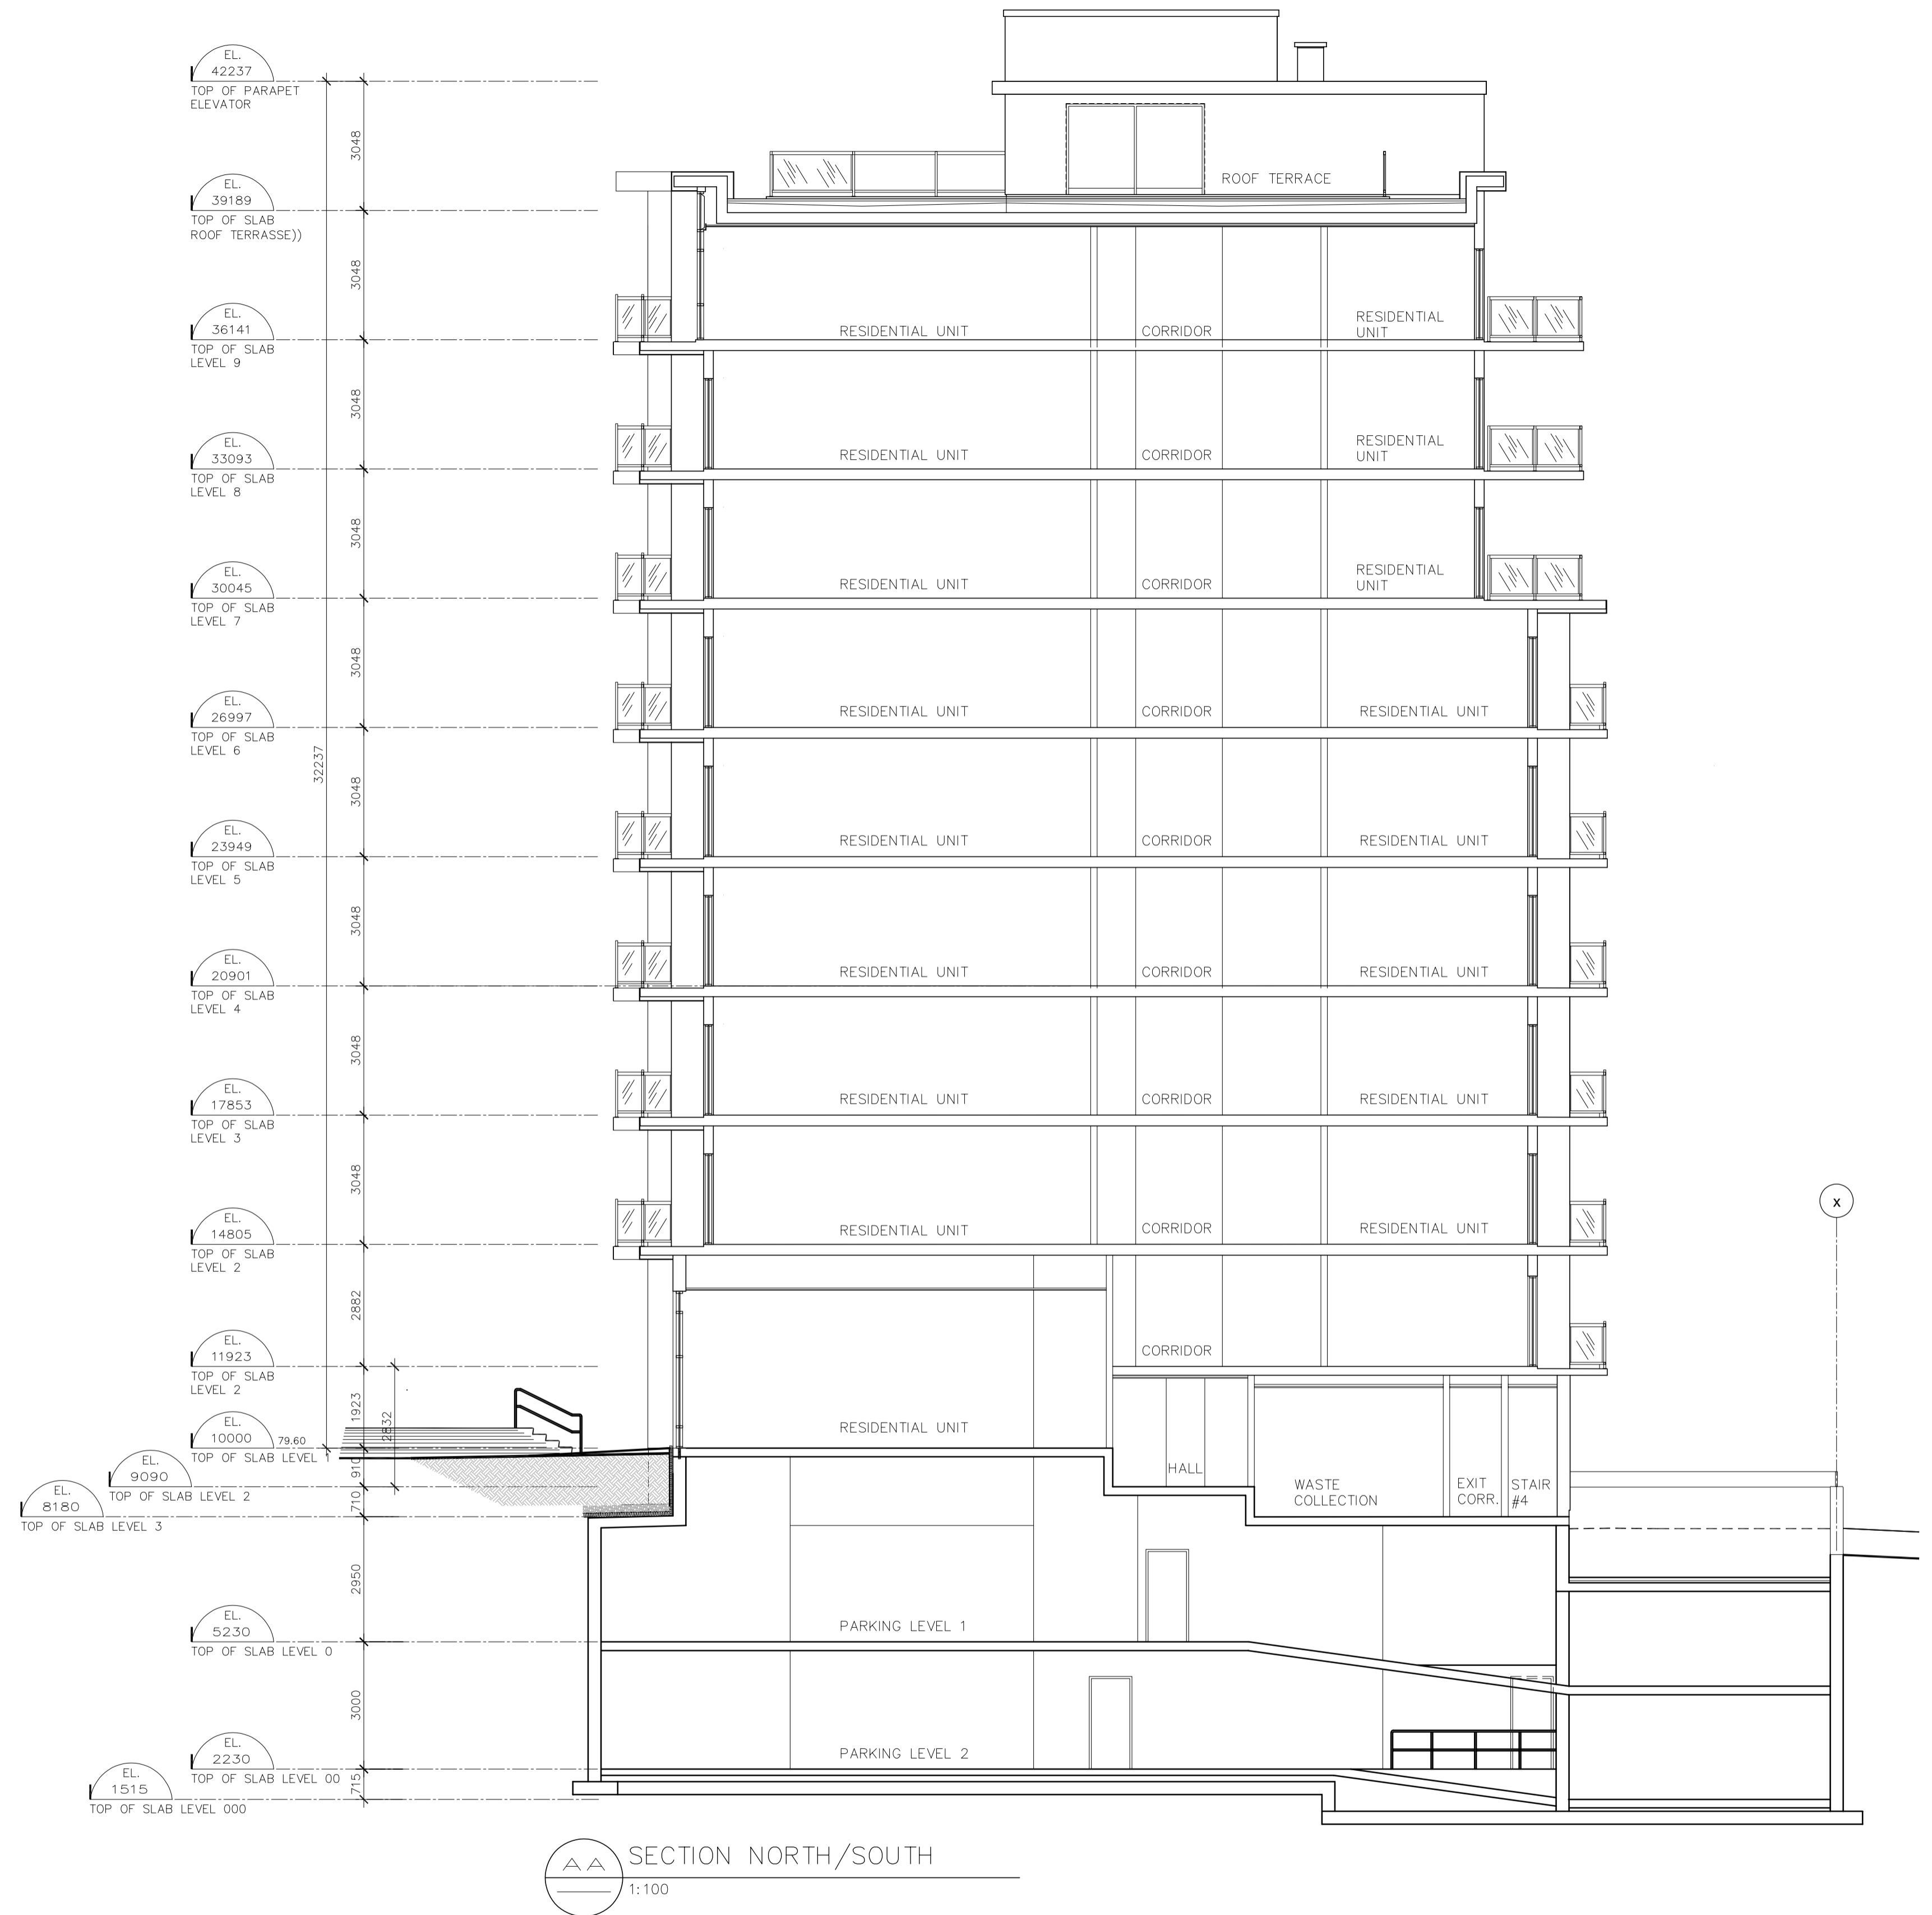 EL.
42237
TOP OF PARAPET
ELEVATOR
3048
ROOF TERRACE
EL.
39189
TOP OF SLAB
ROOF TERRASSE))
3048
EL.
36141
TOP OF SLAB
LEVEL 9
RESIDENTIAL UNIT
CORRIDOR
RESIDENTIAL
UNIT
3048
EL.
33093
TOP OF SLAB
LEVEL 8
RESIDENTIAL UNIT
CORRIDOR
RESIDENTIAL
UNIT
3048
EL.
30045
TOP OF SLAB
LEVEL 7
RESIDENTIAL UNIT
CORRIDOR
RESIDENTIAL
UNIT
3048
EL.
26997
TOP OF SLAB
LEVEL 6
RESIDENTIAL UNIT
CORRIDOR
RESIDENTIAL UNIT
32237
3048
EL.
23949
TOP OF SLAB
LEVEL 5
RESIDENTIAL UNIT
CORRIDOR
RESIDENTIAL UNIT
3048
EL.
20901
TOP OF SLAB
LEVEL 4
RESIDENTIAL UNIT
CORRIDOR
RESIDENTIAL UNIT
3048
EL.
17853
TOP OF SLAB
LEVEL 3
RESIDENTIAL UNIT
CORRIDOR
RESIDENTIAL UNIT
3048
X
EL.
14805
TOP OF SLAB
LEVEL 2
RESIDENTIAL UNIT
CORRIDOR
RESIDENTIAL UNIT
2882
EL.
11923
TOP OF SLAB
LEVEL 2
CORRIDOR
1923
2832
EL.
10000
79.60
TOP OF SLAB LEVEL 1
RESIDENTIAL UNIT
910
EL.
9090
TOP OF SLAB LEVEL 2
HALL
WASTE
COLLECTION
EXIT
CORR.
STAIR
#4
710
EL.
8180
TOP OF SLAB LEVEL 3
2950
EL.
5230
TOP OF SLAB LEVEL 0
PARKING LEVEL 1
3000
EL.
2230
TOP OF SLAB LEVEL 00
PARKING LEVEL 2
715
EL.
1515
TOP OF SLAB LEVEL 000
AA
SECTION NORTH/SOUTH
1:100